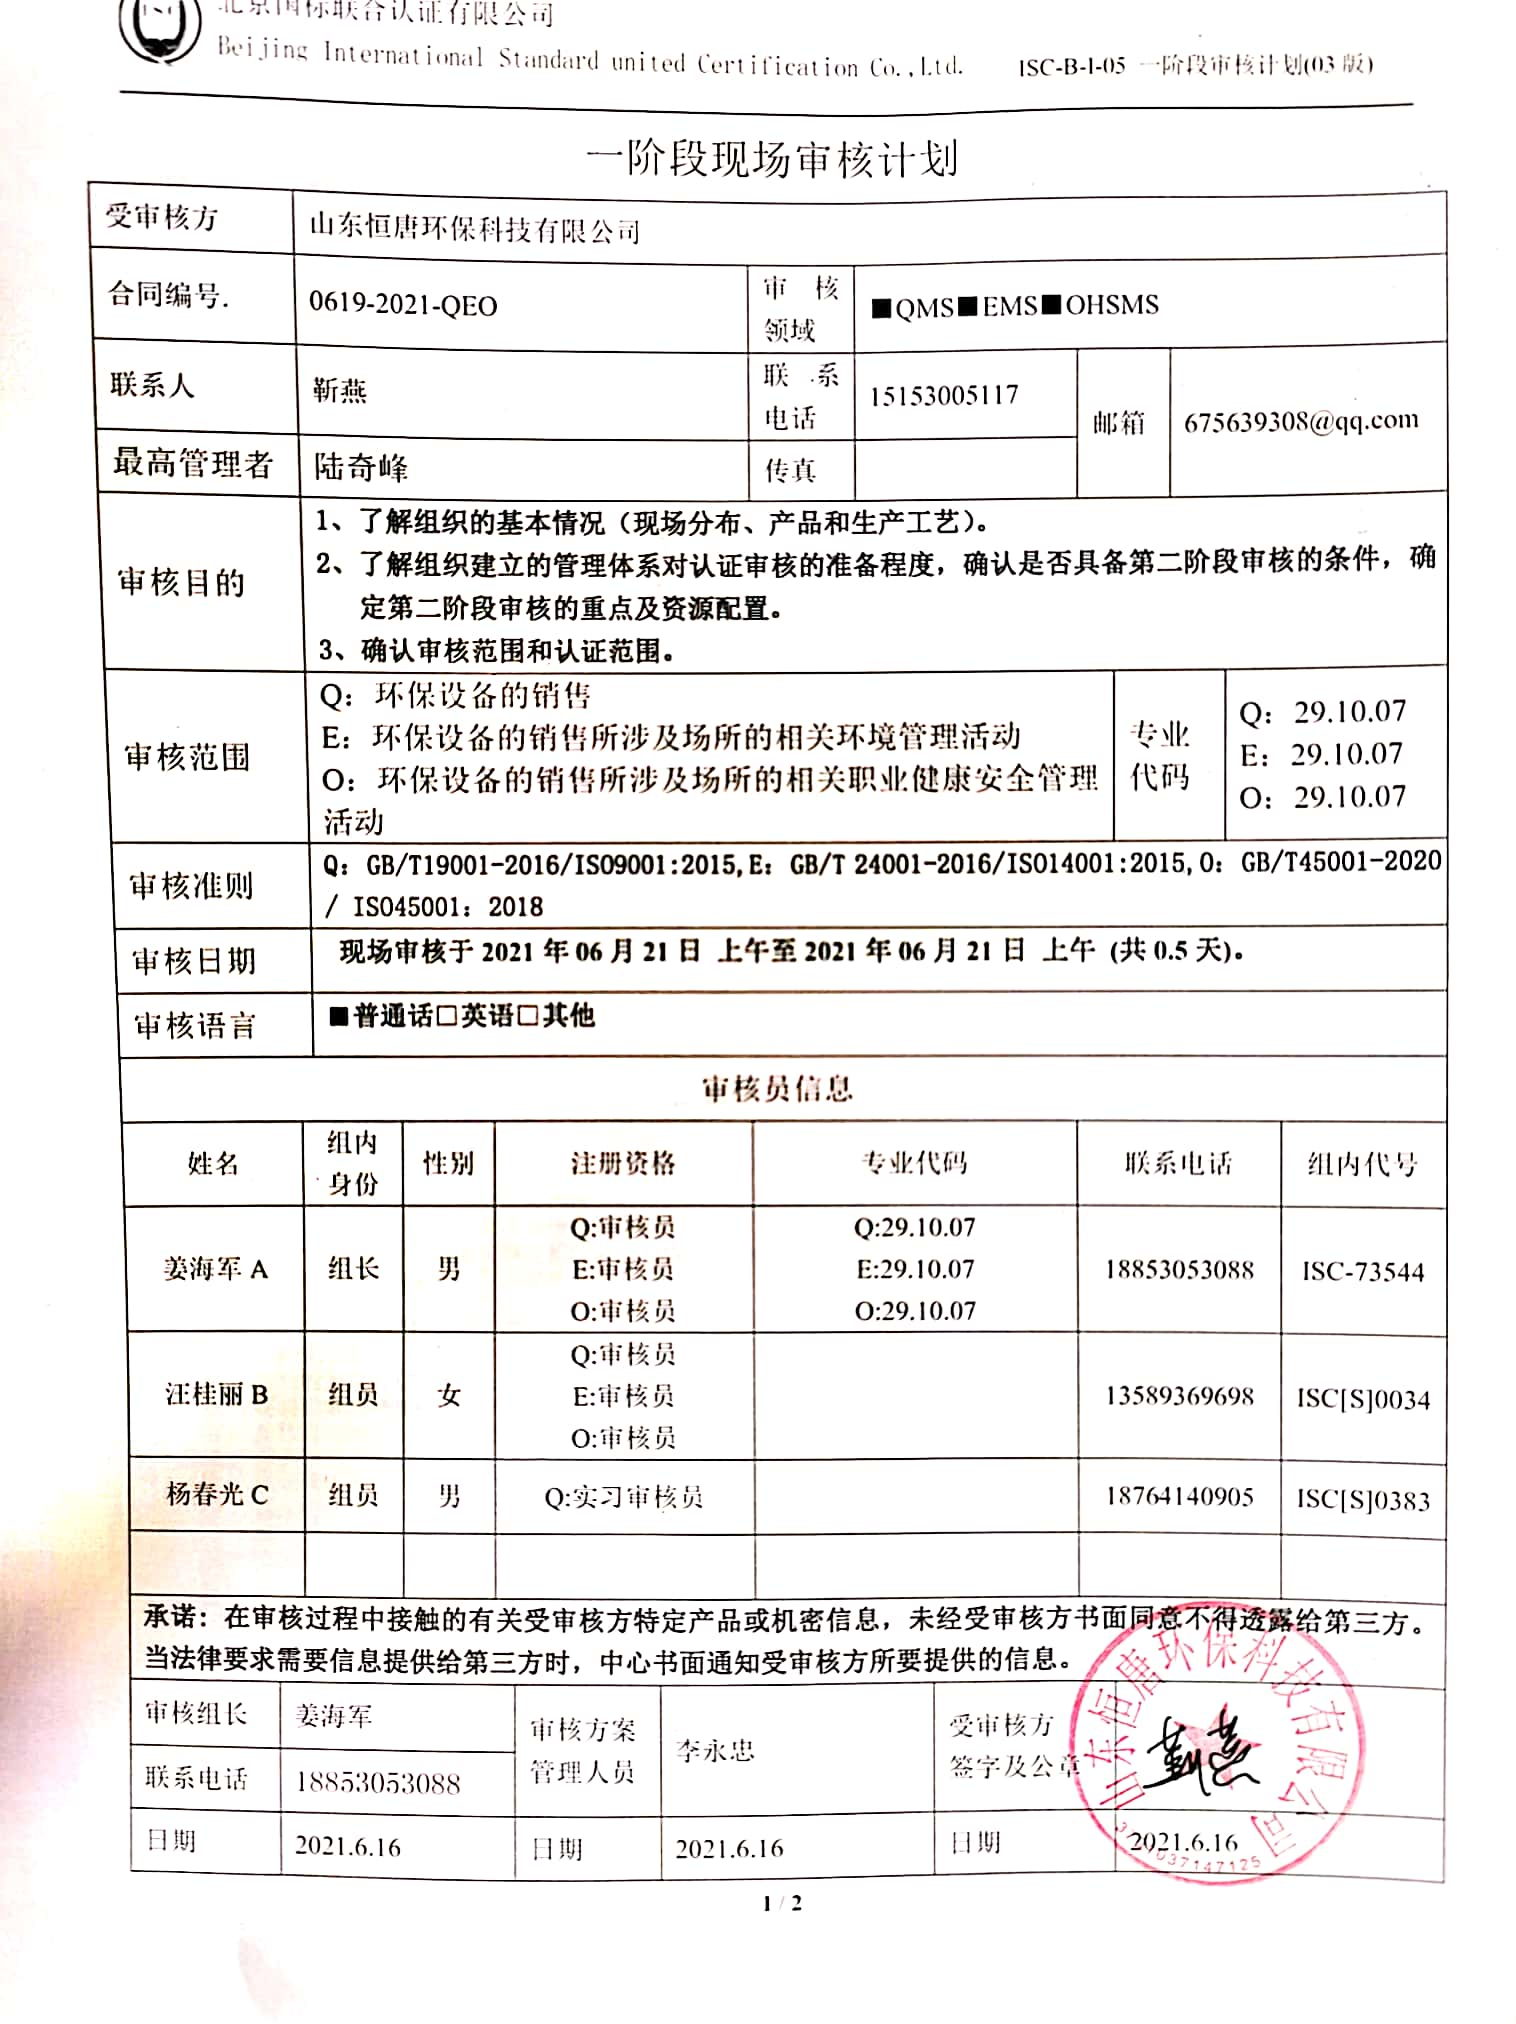 北京国标联合认证有限公司
Beijing International Standard united Certification Co.,Ltd. ISC-B-I-05 一阶段审核计划(03 版)
一阶段现场审核计划
受审核方 山东恒唐环保科技有限公司
合同编号. 0619-2021-QEO 审 核 领域 ■QMS■EMS■OHSMS
联系人 靳燕 联 系 电话 15153005117 邮箱 675639308@qq.com
最高管理者 陆奇峰 传真
审核目的
1、了解组织的基本情况（现场分布、产品和生产工艺）。
2、了解组织建立的管理体系对认证审核的准备程度，确认是否具备第二阶段审核的条件，确
定第二阶段审核的重点及资源配置。
3、确认审核范围和认证范围。
审核范围
Q：环保设备的销售
E：环保设备的销售所涉及场所的相关环境管理活动
O：环保设备的销售所涉及场所的相关职业健康安全管理
活动
专业
代码
Q：29.10.07
E：29.10.07
O：29.10.07
审核准则
Q：GB/T19001-2016/ISO9001:2015,E：GB/T 24001-2016/ISO14001:2015,O：GB/T45001-2020
/ ISO45001：2018
审核日期 现场审核于 2021 年 06 月 21 日 上午至 2021 年 06 月 21 日 上午 (共 0.5 天)。
审核语言 ■普通话□英语□其他
审核员信息
姓名 组内身份 性别 注册资格 专业代码 联系电话 组内代号
姜海军 A 组长 男 Q:审核员 E:审核员 O:审核员 Q:29.10.07 E:29.10.07 O:29.10.07 18853053088 ISC-73544
汪桂丽 B 组员 女 Q:审核员 E:审核员 O:审核员 13589369698 ISC[S]0034
杨春光 C 组员 男 Q:实习审核员 18764140905 ISC[S]0383
承诺：在审核过程中接触的有关受审核方特定产品或机密信息，未经受审核方书面同意不得透露给第三方。
当法律要求需要信息提供给第三方时，中心书面通知受审核方所要提供的信息。
审核组长 姜海军 审核方案管理人员 李永忠 受审核方签字及公章 靳燕
联系电话 18853053088
日期 2021.6.16 日期 2021.6.16 日期 2021.6.16
山东恒唐环保科技有限公司
1 / 2